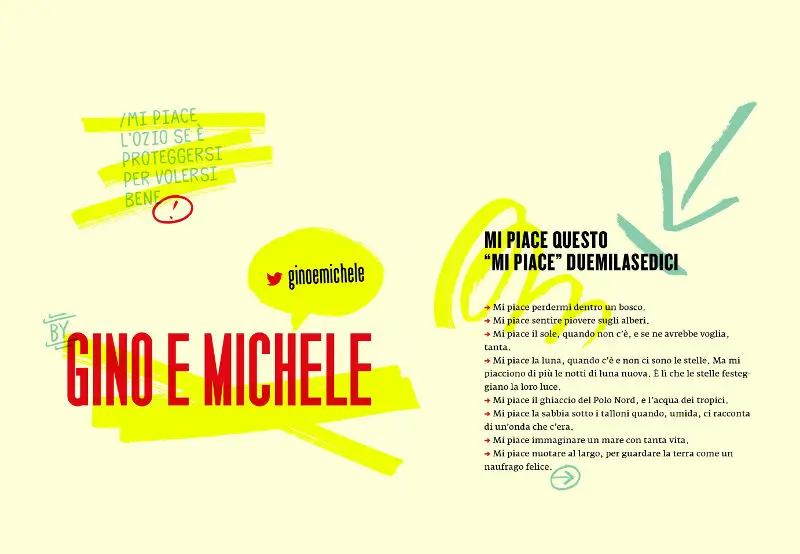 /MI PIACE
L'OZIO SE È
PROTEGGERSI
PER VOLERSI
BENE
!
ginoemichele
BY
GINO E MICHELE
MI PIACE QUESTO
“MI PIACE” DUEMILASEDICI
➔ Mi piace perdermi dentro un bosco.
➔ Mi piace sentire piovere sugli alberi.
➔ Mi piace il sole, quando non c'è, e se ne avrebbe voglia,
tanta.
➔ Mi piace la luna, quando c'è e non ci sono le stelle. Ma mi
piacciono di più le notti di luna nuova. È lì che le stelle festeg-
giano la loro luce.
➔ Mi piace il ghiaccio del Polo Nord, e l'acqua dei tropici.
➔ Mi piace la sabbia sotto i talloni quando, umida, ci racconta
di un'onda che c'era.
➔ Mi piace immaginare un mare con tanta vita.
➔ Mi piace nuotare al largo, per guardare la terra come un
naufrago felice.